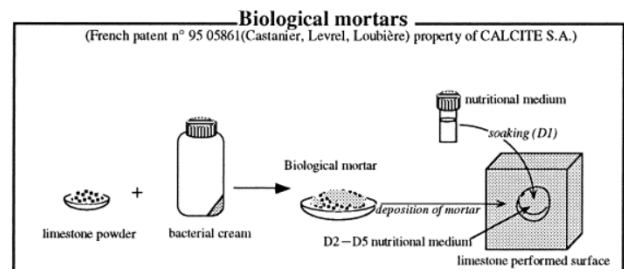 Biological mortars
(French patent n° 95 05861(Castanier, Levrel, Loubière) property of CALCITE S.A.)
nutritional medium
soaking (D1)
Biological mortar
+
deposition of mortar
D2–D5 nutritional medium
limestone powder
bacterial cream
limestone performed surface